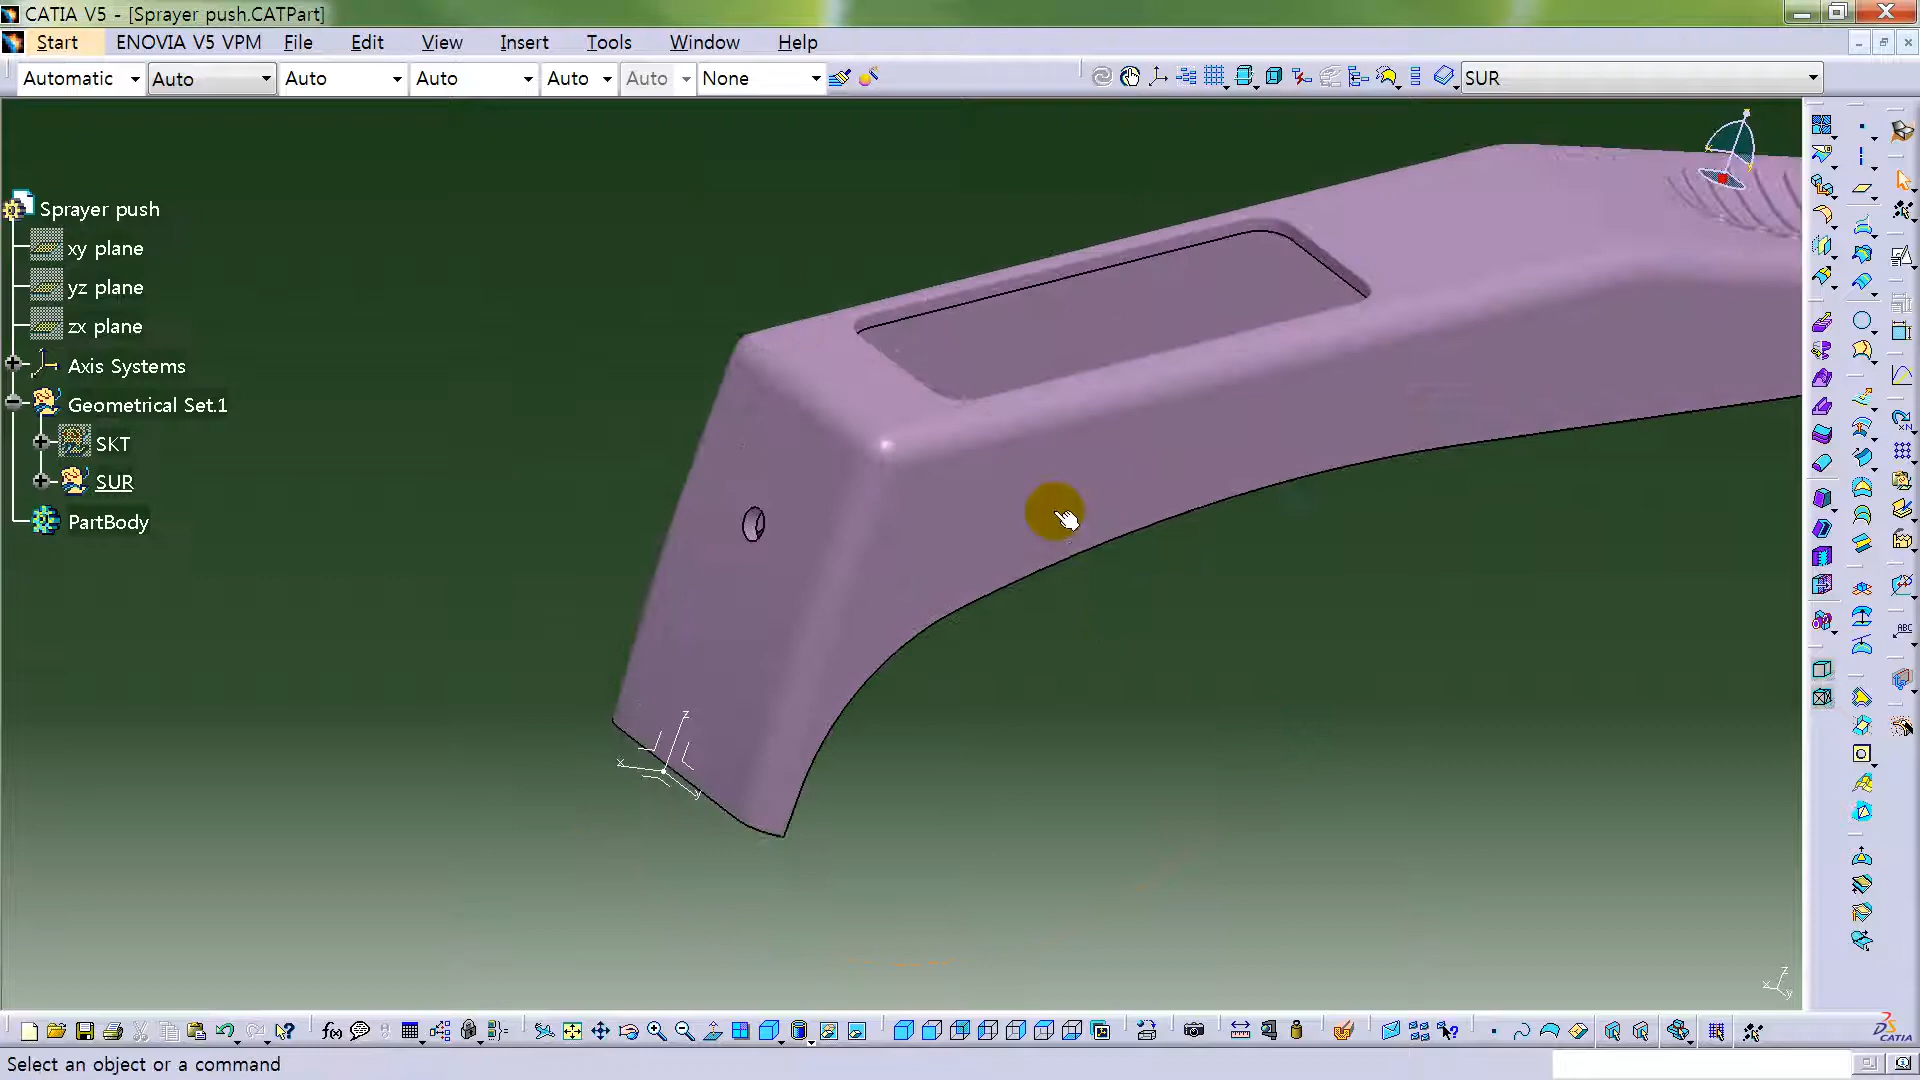 CATIA V5 - [Sprayer push.CATPart]
Start ENOVIA V5 VPM File Edit View Insert Tools Window Help
Automatic Auto Auto Auto Auto Auto None SUR
Sprayer push
xy plane
yz plane
zx plane
Axis Systems
Geometrical Set.1
SKT
SUR
PartBody
z
x
y
z
x
y
ABC
f(x)
CATIA
Select an object or a command